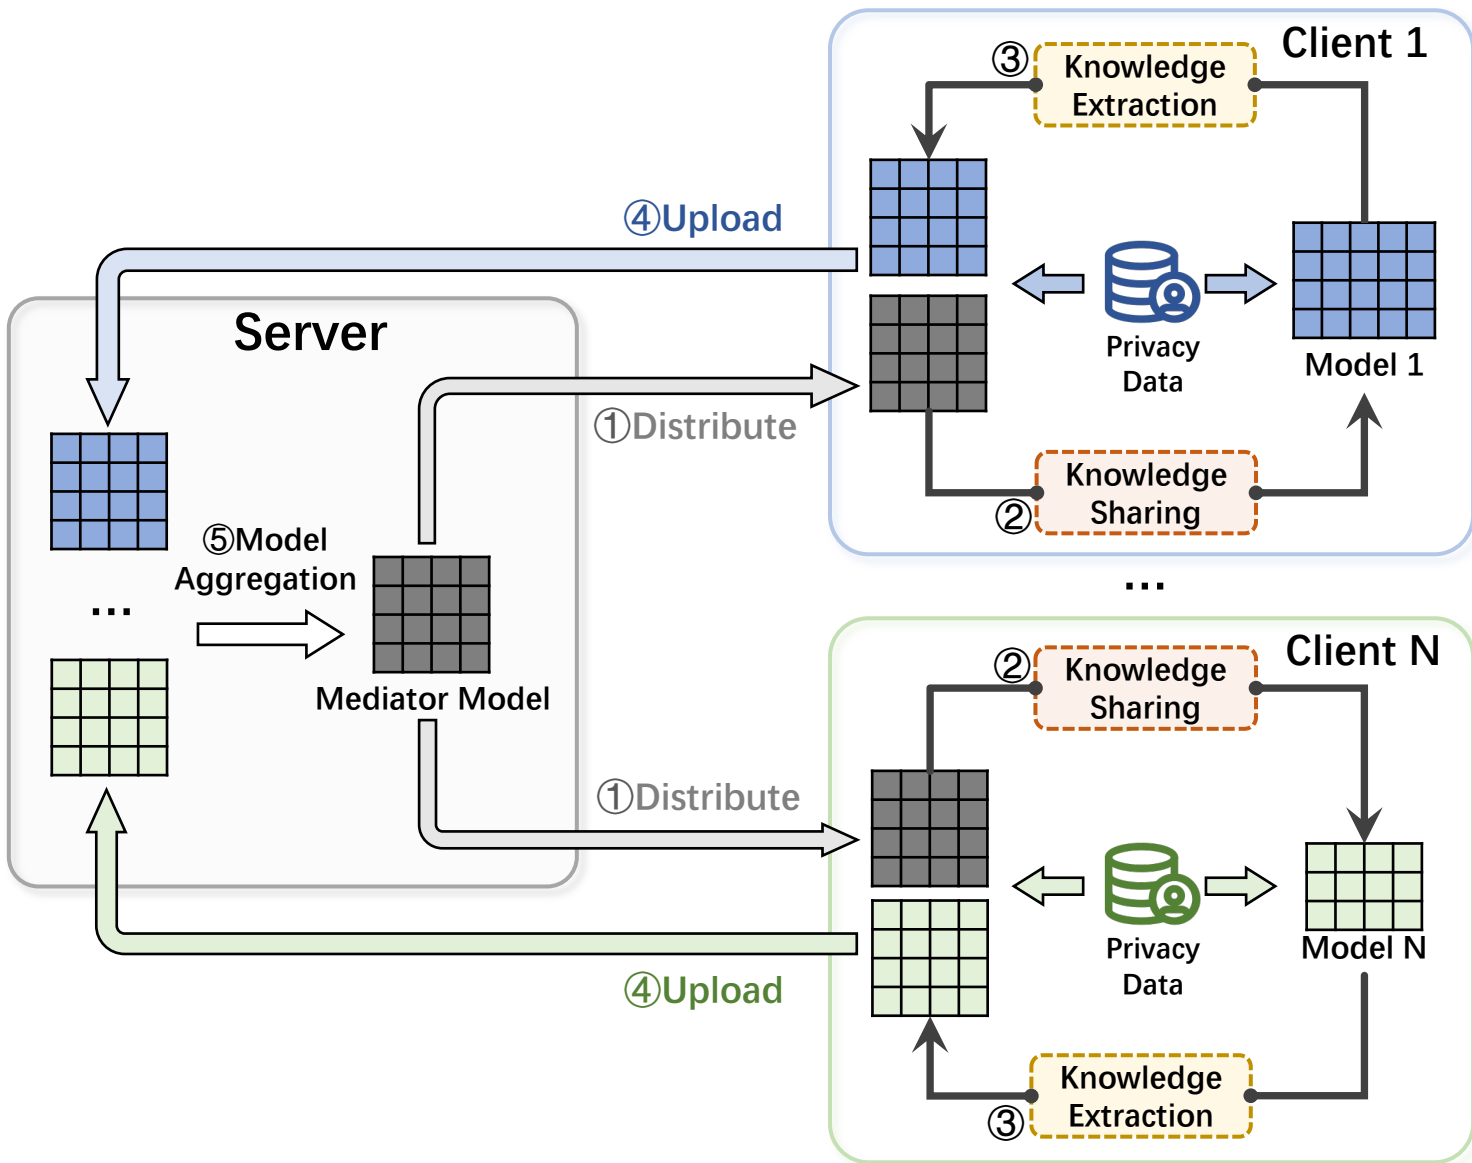 Client 1
③
Knowledge
Extraction
④Upload
Privacy
Data
Model 1
Server
①Distribute
Knowledge
Sharing
②
⑤Model
Aggregation
...
Mediator Model
...
Client N
②
Knowledge
Sharing
①Distribute
Privacy
Data
Model N
④Upload
Knowledge
Extraction
③